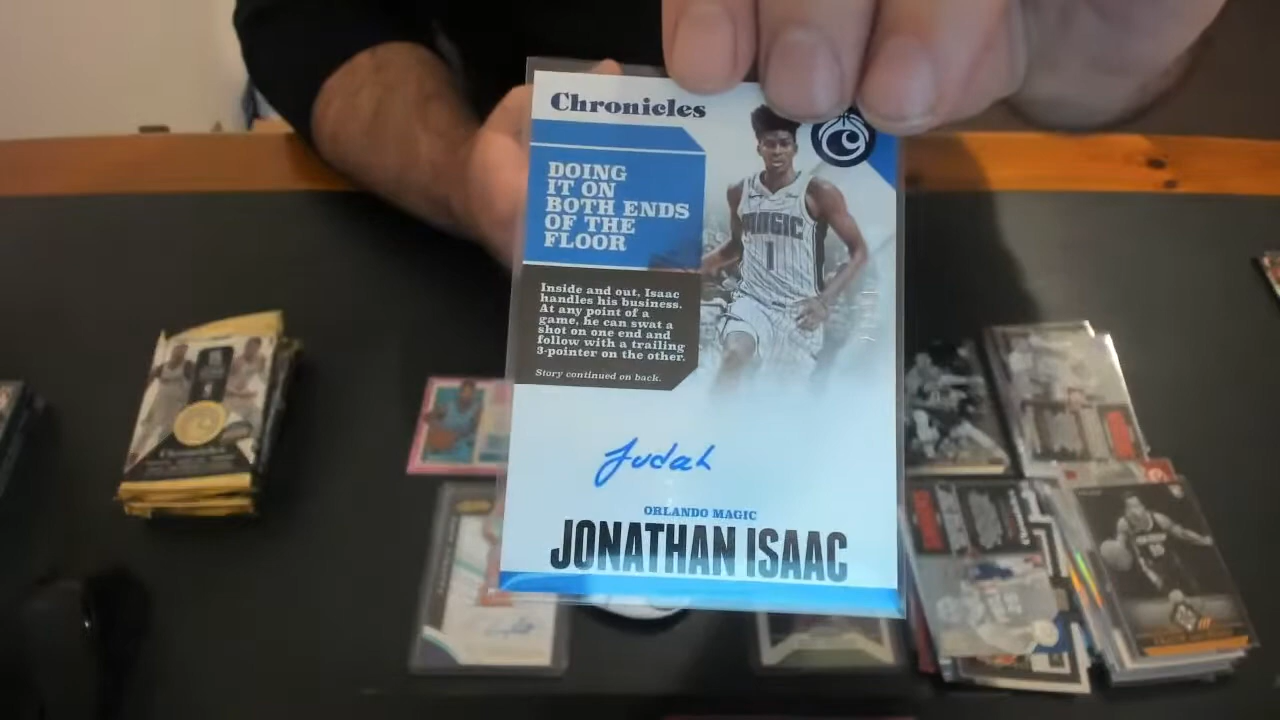 Chronicles
DOING
IT ON
BOTH ENDS
OF THE
FLOOR
Inside and out, Isaac
handles his business.
At any point of a
game, he can swat a
shot on one end and
follow with a trailing
3-pointer on the other.
Story continued on back.
MAGIC
1
Judah
ORLANDO MAGIC
JONATHAN ISAAC